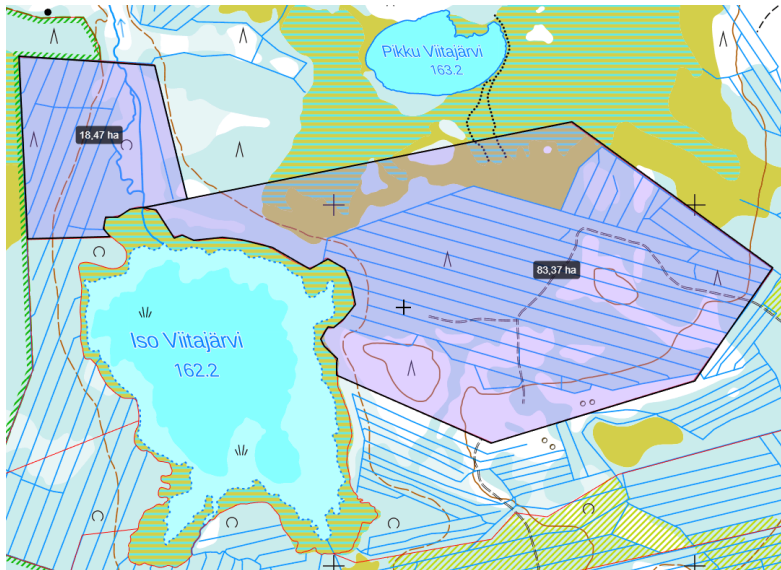 Pikku Viitajärvi
163.2
18,47 ha
83,37 ha
Iso Viitajärvi
162.2